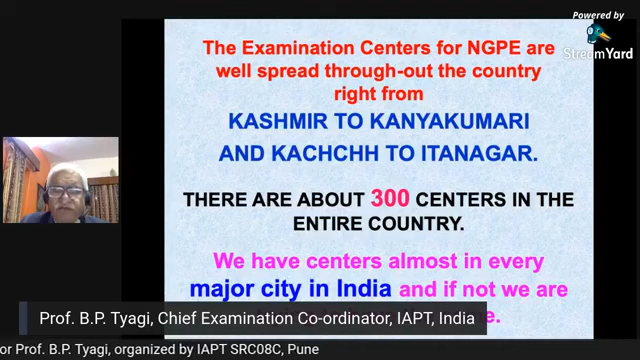 Powered by
StreamYard
The Examination Centers for NGPE are
well spread through-out the country
right from
KASHMIR TO KANYAKUMARI
AND KACHCHH TO ITANAGAR.
THERE ARE ABOUT 300 CENTERS IN THE
ENTIRE COUNTRY.
We have centers almost in every
major city in India and if not we are
Prof. B.P. Tyagi, Chief Examination Co-ordinator, IAPT, India
or Prof. B.P. Tyagi, organized by IAPT SRC08C, Pune